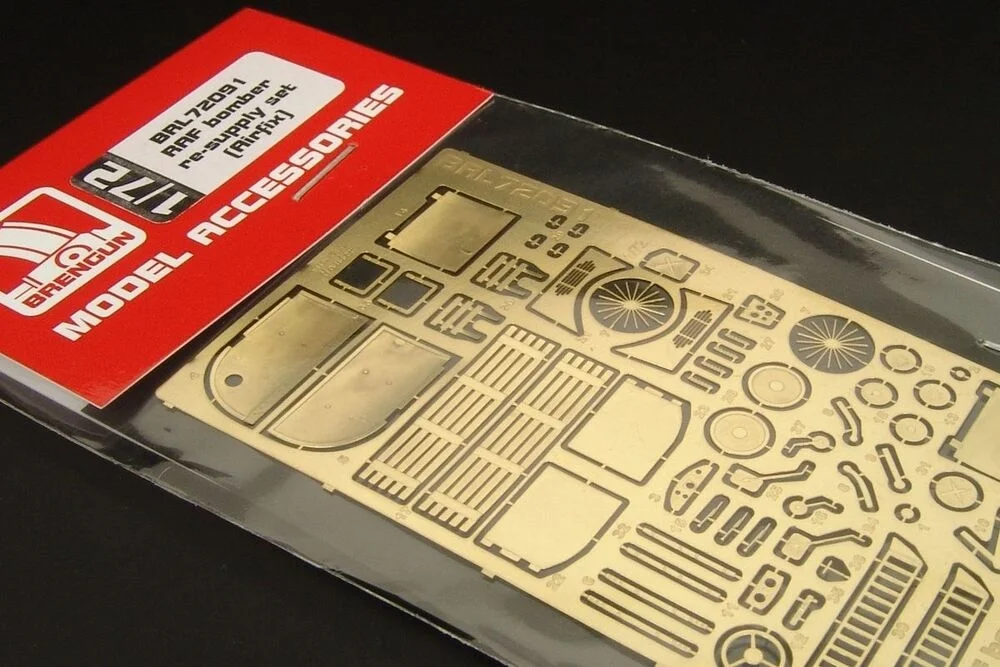 BRL72091
RAF bomber
re-supply set
(Airfix)
1/72
BRENGUN
MODEL ACCESSORIES
BRL72091